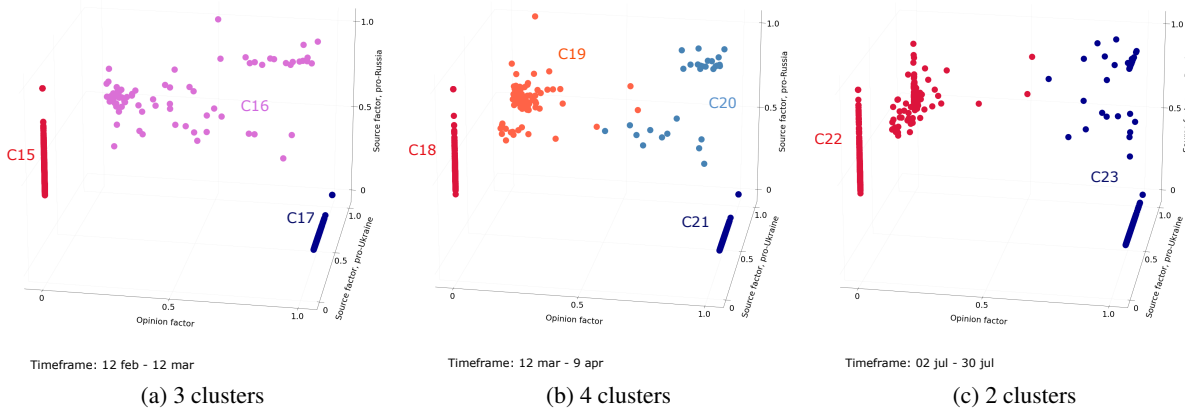 1.0
Source factor, pro-Russia
0.5
0
C15
C16
C17
1.0
0.5
0
Source factor, pro-Ukraine
0
0.5
1.0
Opinion factor
Timeframe: 12 feb - 12 mar
(a) 3 clusters
1.0
Source factor, pro-Russia
0.5
0
C18
C19
C20
C21
1.0
0.5
0
Source factor, pro-Ukraine
0
0.5
1.0
Opinion factor
Timeframe: 12 mar - 9 apr
(b) 4 clusters
1.0
0.5
0
C22
C23
1.0
0.5
0
Source factor, pro-Ukraine
0
0.5
1.0
Opinion factor
Timeframe: 02 jul - 30 jul
(c) 2 clusters